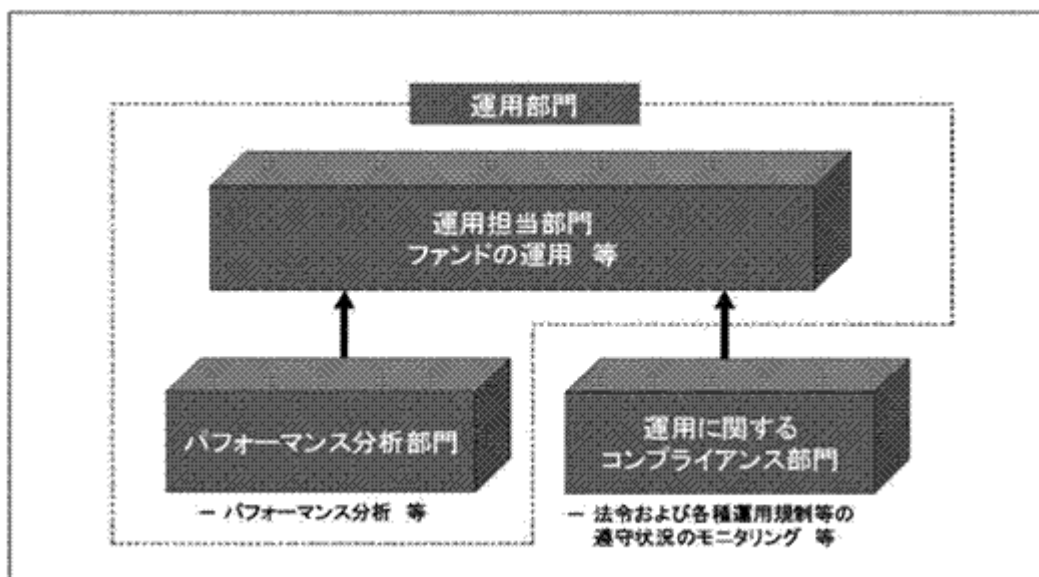 運用部門
運用担当部門
ファンドの運用 等
パフォーマンス分析部門
― パフォーマンス分析 等
運用に関する
コンプライアンス部門
― 法令および各種運用規制等の
遵守状況のモニタリング 等